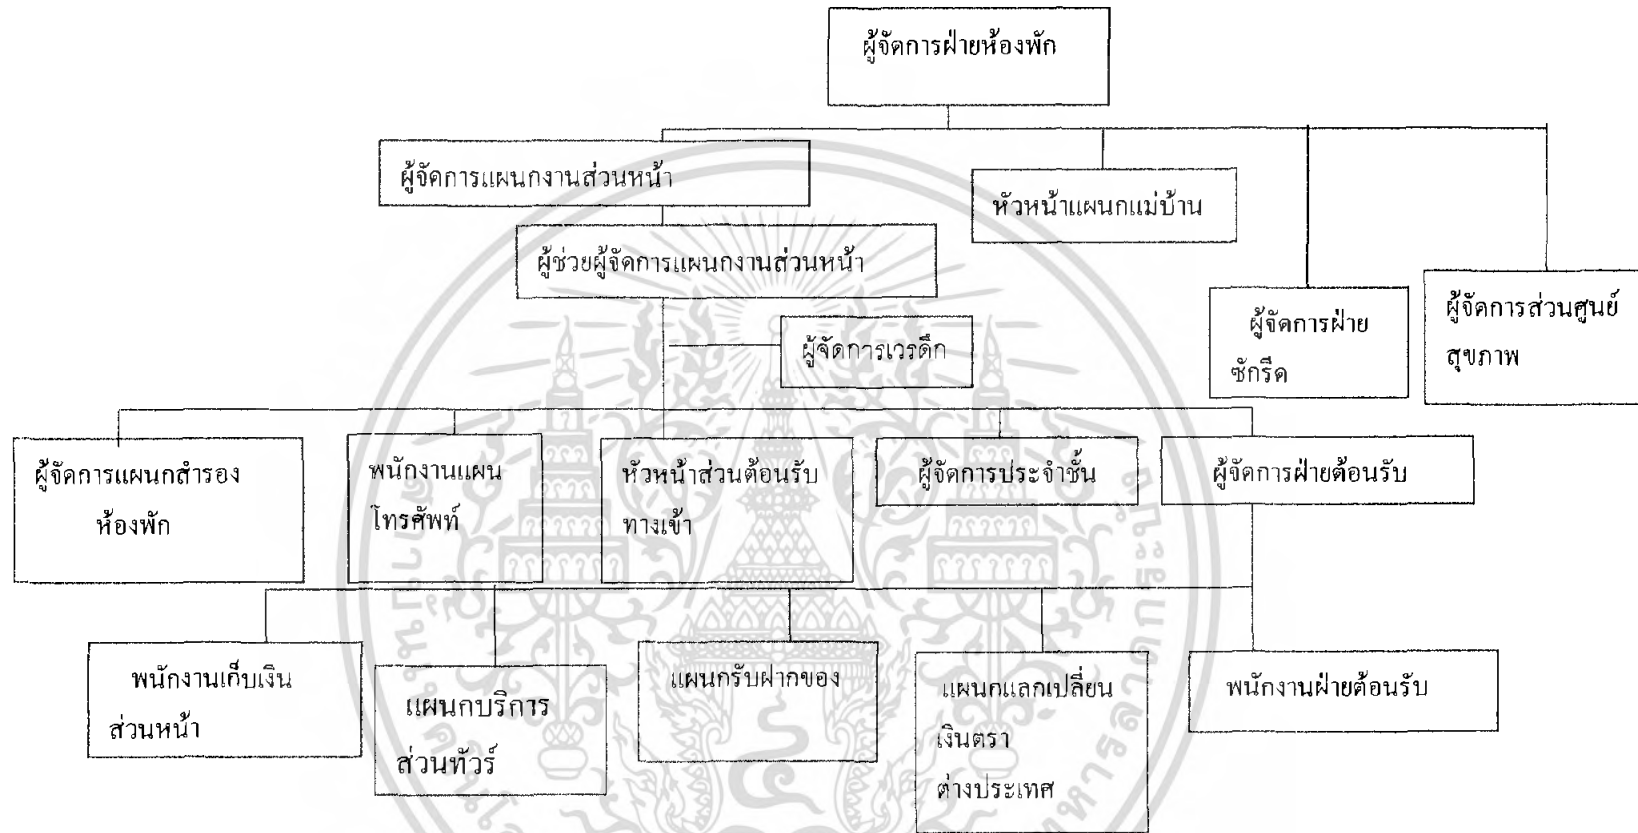 ผู้จัดการฝ่ายห้องพัก
ผู้จัดการแผนกงานส่วนหน้า
หัวหน้าแผนกแม่บ้าน
ผู้ช่วยผู้จัดการแผนกงานส่วนหน้า
ผู้จัดการฝ่าย
ซักรีด
ผู้จัดการส่วนศูนย์
สุขภาพ
ผู้จัดการเวรดึก
ผู้จัดการแผนกสำรอง
ห้องพัก
พนักงานแผน
โทรศัพท์
หัวหน้าส่วนต้อนรับ
ทางเข้า
ผู้จัดการประจำชั้น
ผู้จัดการฝ่ายต้อนรับ
พนักงานเก็บเงิน
ส่วนหน้า
แผนกบริการ
ส่วนทัวร์
แผนกรับฝากของ
แผนกแลกเปลี่ยน
เงินตรา
ต่างประเทศ
พนักงานฝ่ายต้อนรับ